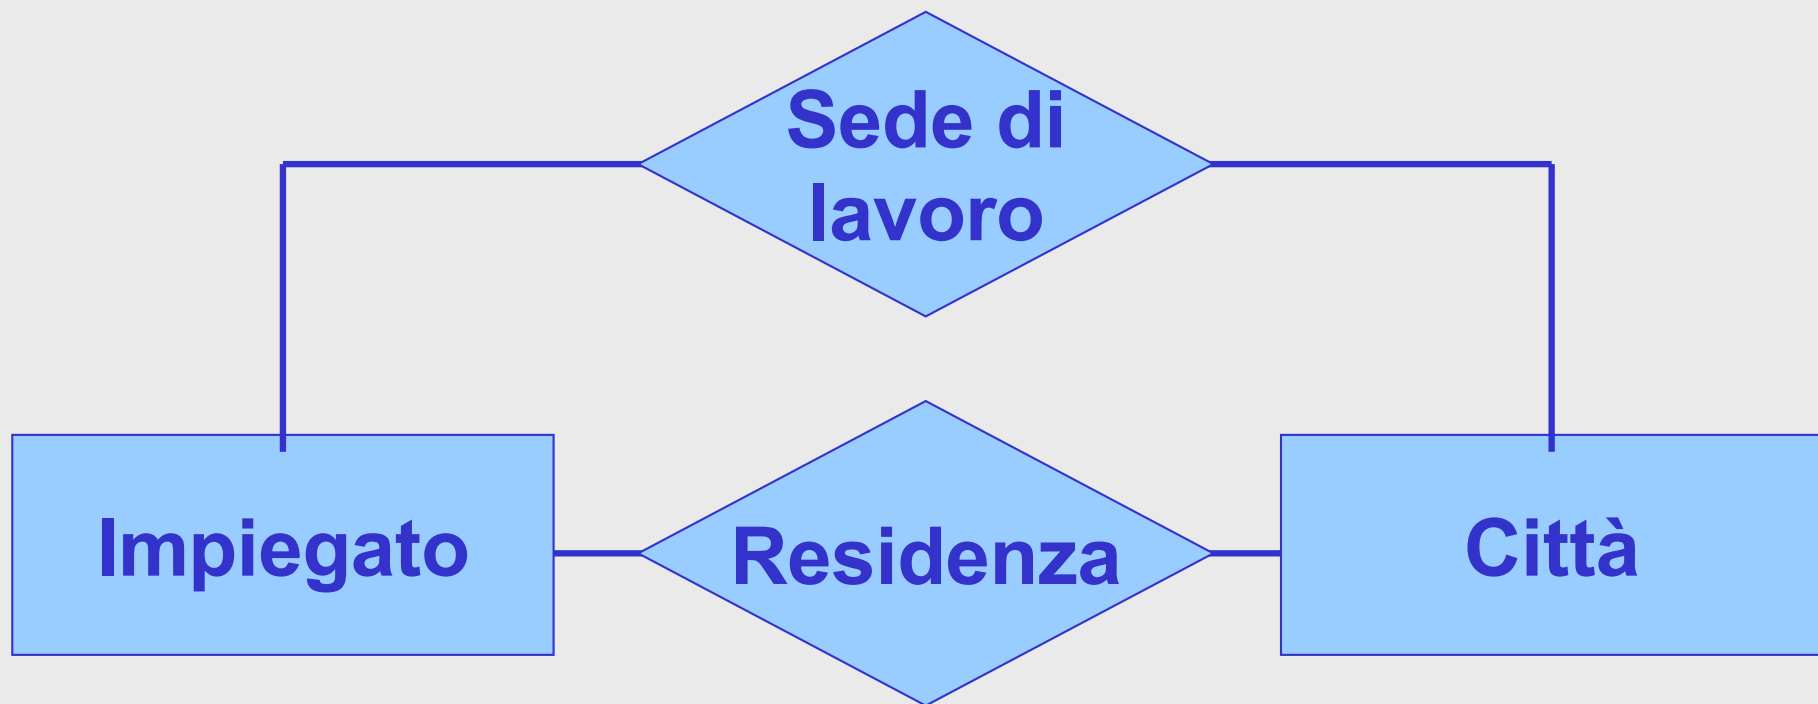 Sede di
lavoro
Impiegato
Residenza
Città